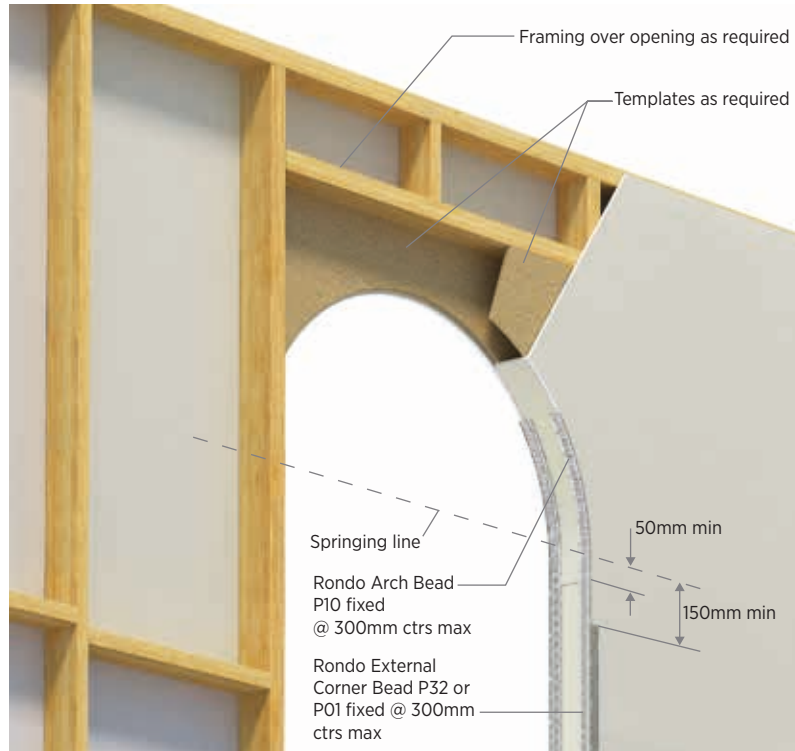 Framing over opening as required
Templates as required
Springing line
50mm min
Rondo Arch Bead
P10 fixed
@ 300mm ctrs max
150mm min
Rondo External
Corner Bead P32 or
P01 fixed @ 300mm
ctrs max